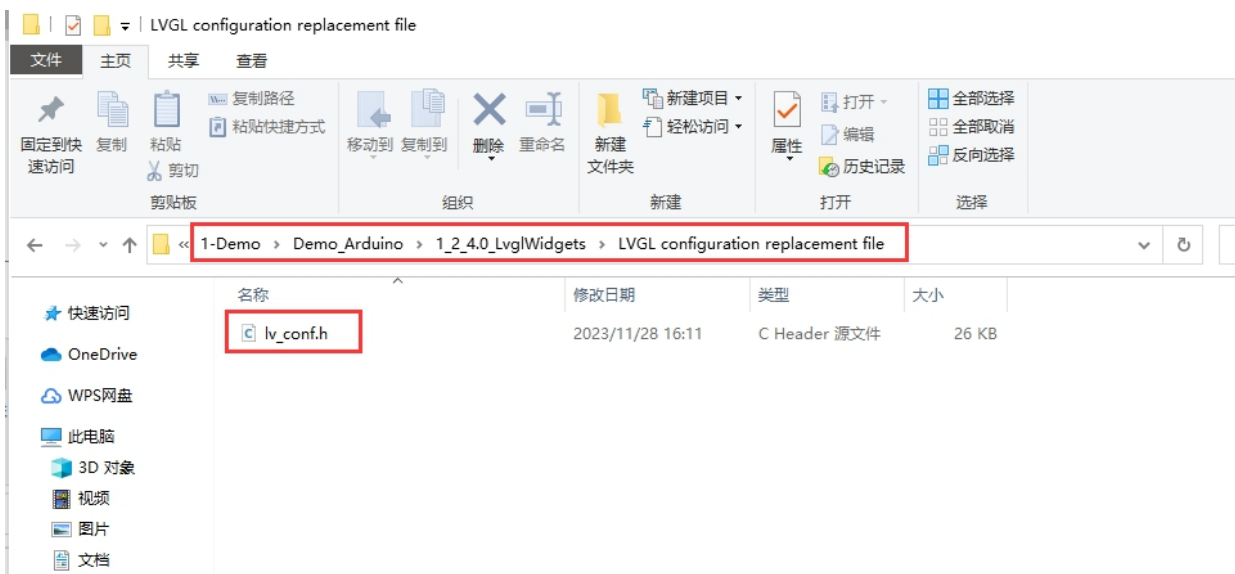 LVGL configuration replacement file
文件 主页 共享 查看
固定到快速访问
复制
粘贴
复制路径
粘贴快捷方式
剪切
移动到
复制到
删除
重命名
新建文件夹
新建项目
轻松访问
属性
打开
编辑
历史记录
全部选择
全部取消
反向选择
剪贴板 组织 新建 打开 选择
« 1-Demo › Demo_Arduino › 1_2_4.0_LvglWidgets › LVGL configuration replacement file
名称 修改日期 类型 大小
lv_conf.h 2023/11/28 16:11 C Header 源文件 26 KB
快速访问
OneDrive
WPS网盘
此电脑
3D 对象
视频
图片
文档